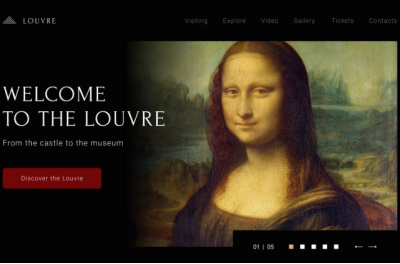 LOUVRE
Visiting Explore Video Gallery Tickets Contacts
WELCOME
TO THE LOUVRE
From the castle to the museum
Discover the Louvre
01 | 05